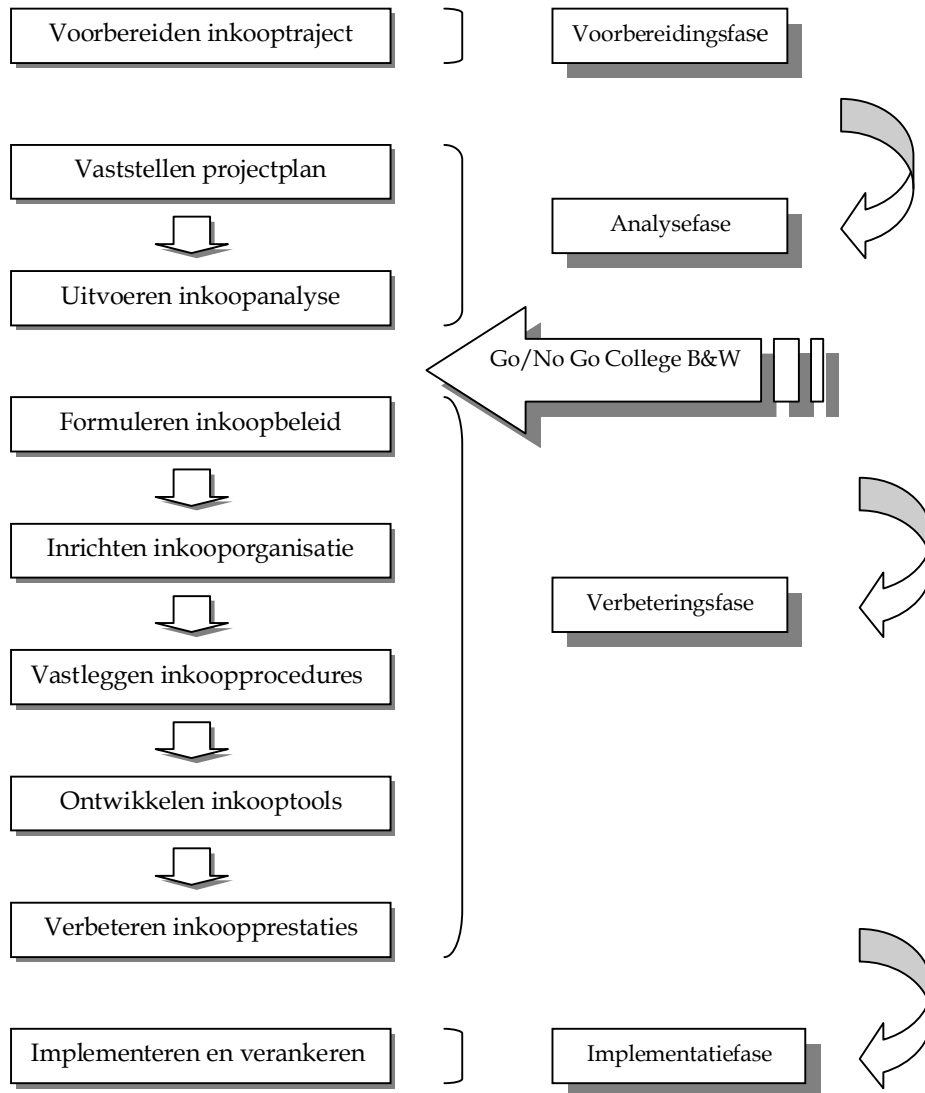 Voorbereiden inkooptraject
Voorbereidingsfase
Vaststellen projectplan
Analysefase
Uitvoeren inkoopanalyse
Go/No Go College B&W
Formuleren inkoopbeleid
Inrichten inkooporganisatie
Verbeteringsfase
Vastleggen inkoopprocedures
Ontwikkelen inkooptools
Verbeteren inkoopprestaties
Implementeren en verankeren
Implementatiefase